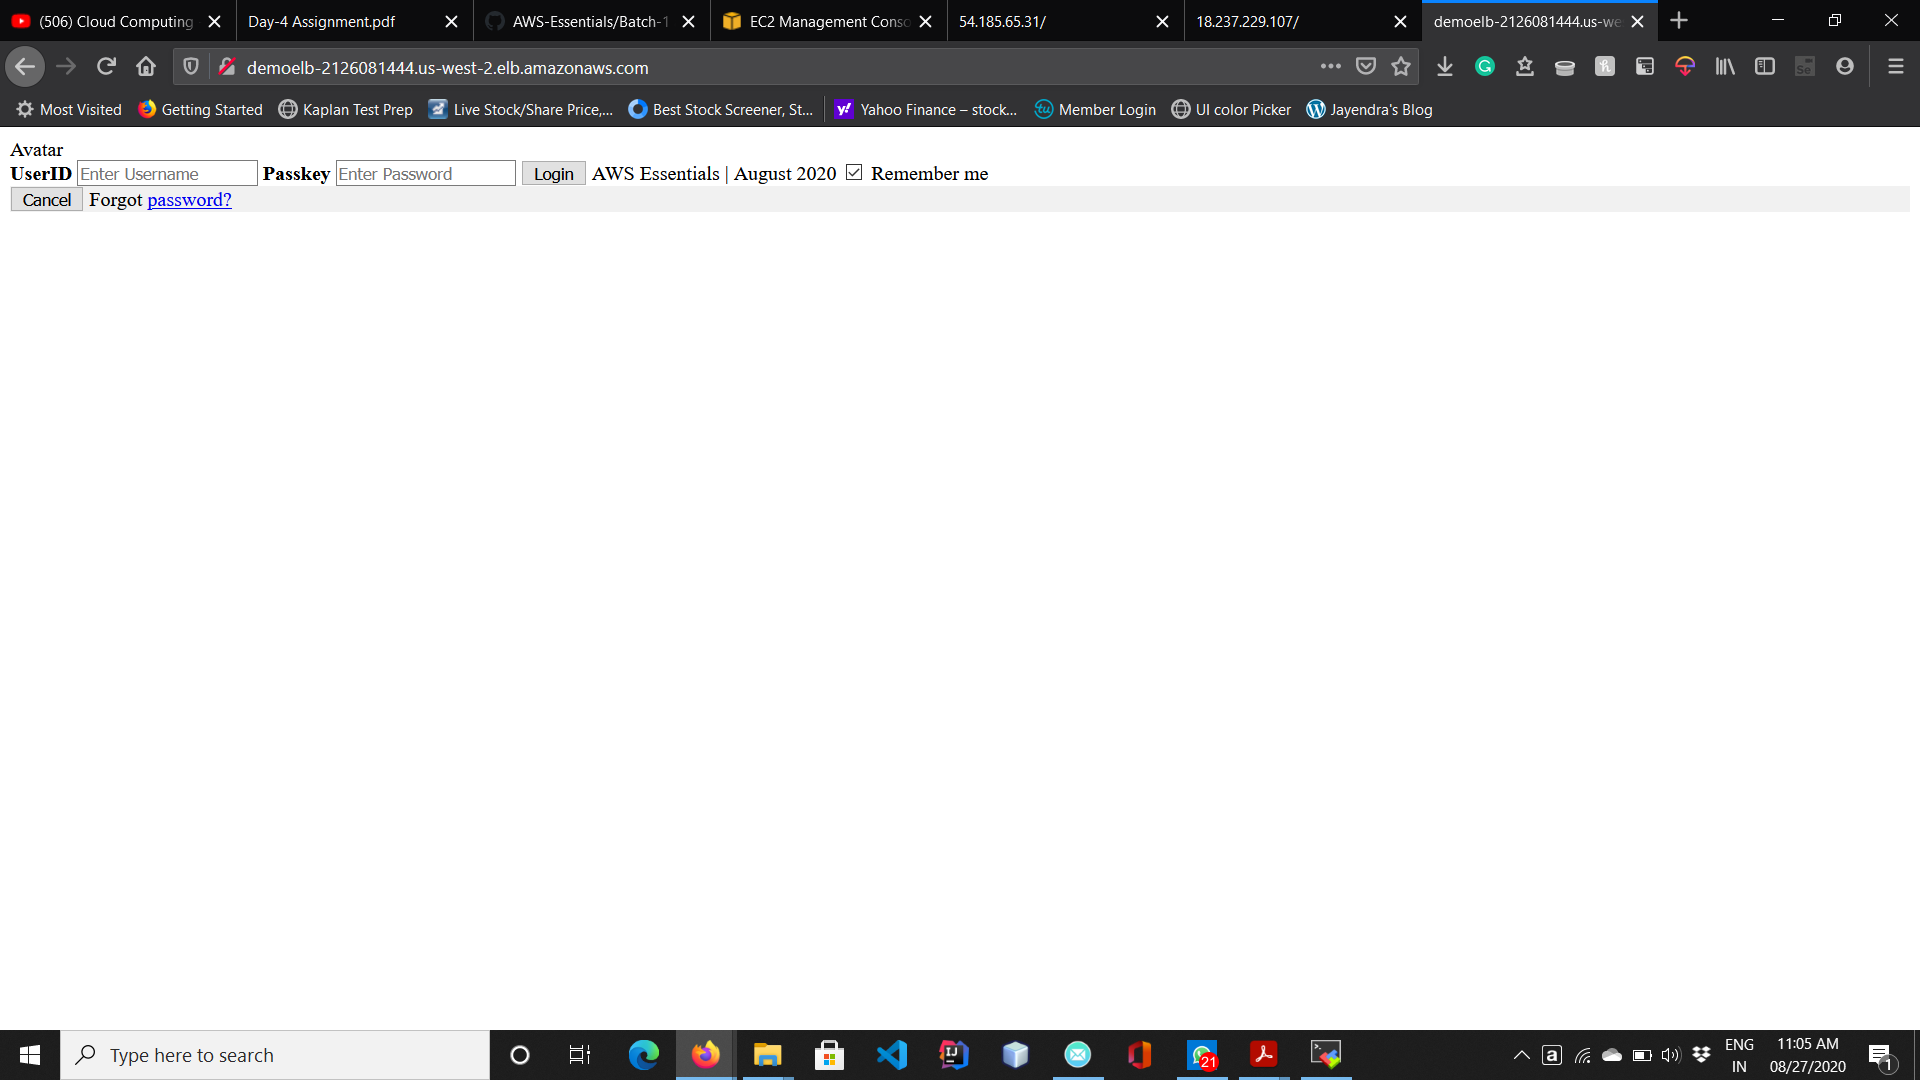 (506) Cloud Computing
Day-4 Assignment.pdf
AWS-Essentials/Batch-1
EC2 Management Conso
54.185.65.31/
18.237.229.107/
demoelb-2126081444.us-we
demoelb-2126081444.us-west-2.elb.amazonaws.com
Most Visited
Getting Started
Kaplan Test Prep
Live Stock/Share Price,...
Best Stock Screener, St...
Yahoo Finance – stock...
Member Login
UI color Picker
Jayendra's Blog
Avatar
UserID Enter Username Passkey Enter Password Login AWS Essentials | August 2020 Remember me
Cancel Forgot password?
Type here to search
21
ENG
IN
11:05 AM
08/27/2020
1